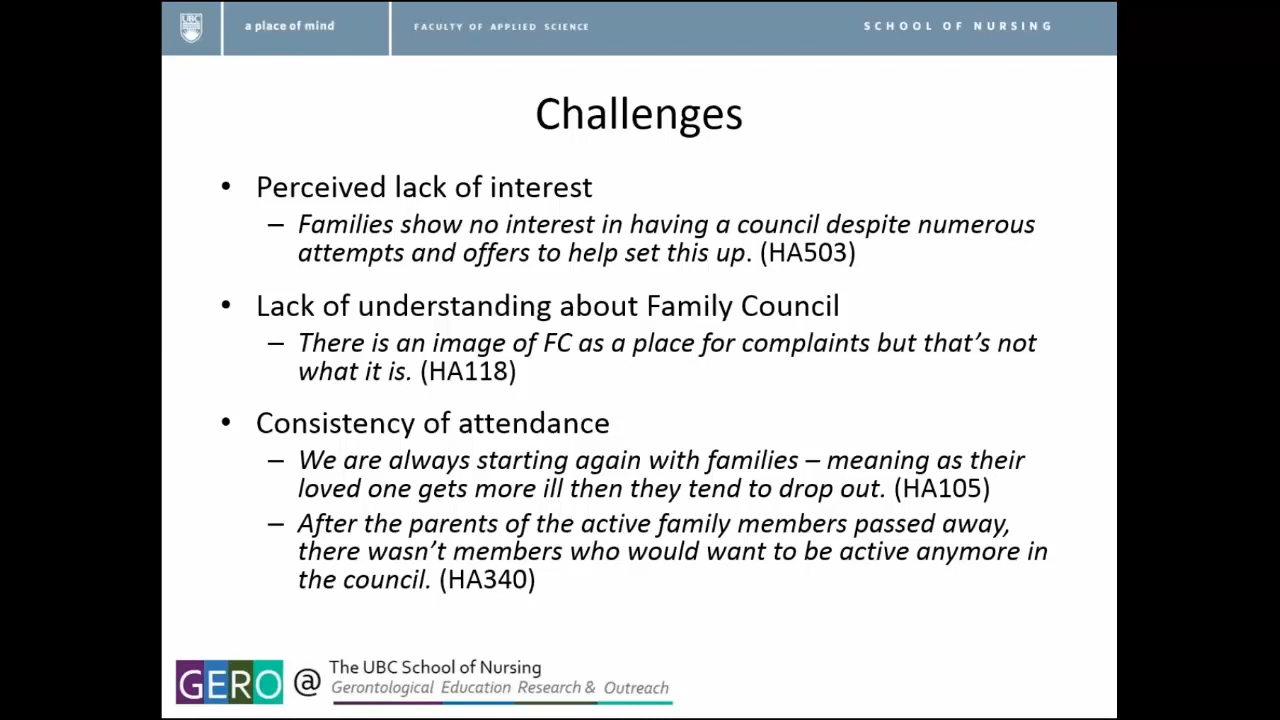 UBC
a place of mind
FACULTY OF APPLIED SCIENCE
SCHOOL OF NURSING
Challenges
• Perceived lack of interest
– Families show no interest in having a council despite numerous
attempts and offers to help set this up. (HA503)
• Lack of understanding about Family Council
– There is an image of FC as a place for complaints but that’s not
what it is. (HA118)
• Consistency of attendance
– We are always starting again with families – meaning as their
loved one gets more ill then they tend to drop out. (HA105)
– After the parents of the active family members passed away,
there wasn’t members who would want to be active anymore in
the council. (HA340)
GERO @ The UBC School of Nursing
Gerontological Education Research & Outreach